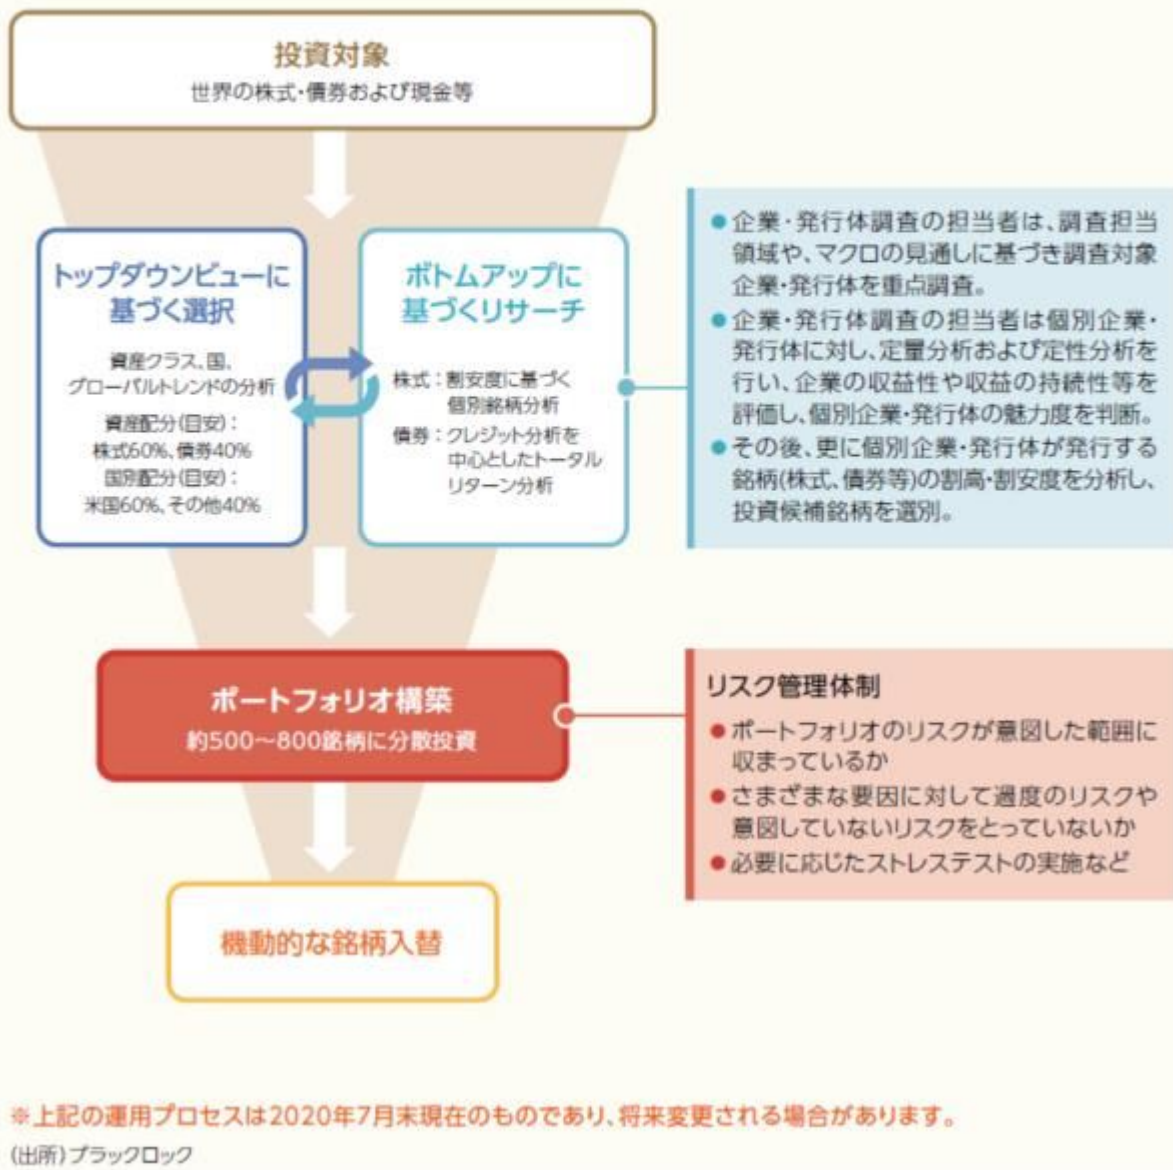 投資対象
世界の株式・債券および現金等
トップダウンビューに
基づく選択
資産クラス、国、
グローバルトレンドの分析
資産配分(目安)：
株式60%、債券40%
国別配分(目安)：
米国60%、その他40%
ボトムアップに
基づくリサーチ
株式：割安度に基づく
個別銘柄分析
債券：クレジット分析を
中心としたトータル
リターン分析
●企業・発行体調査の担当者は、調査担当
領域や、マクロの見通しに基づき調査対象
企業・発行体を重点調査。
●企業・発行体調査の担当者は個別企業・
発行体に対し、定量分析および定性分析を
行い、企業の収益性や収益の持続性等を
評価し、個別企業・発行体の魅力度を判断。
●その後、更に個別企業・発行体が発行する
銘柄(株式、債券等)の割高・割安度を分析し、
投資候補銘柄を選別。
ポートフォリオ構築
約500～800銘柄に分散投資
リスク管理体制
●ポートフォリオのリスクが意図した範囲に
収まっているか
●さまざまな要因に対して過度のリスクや
意図していないリスクをとっていないか
●必要に応じたストレステストの実施など
機動的な銘柄入替
※上記の運用プロセスは2020年7月末現在のものであり、将来変更される場合があります。
(出所)ブラックロック